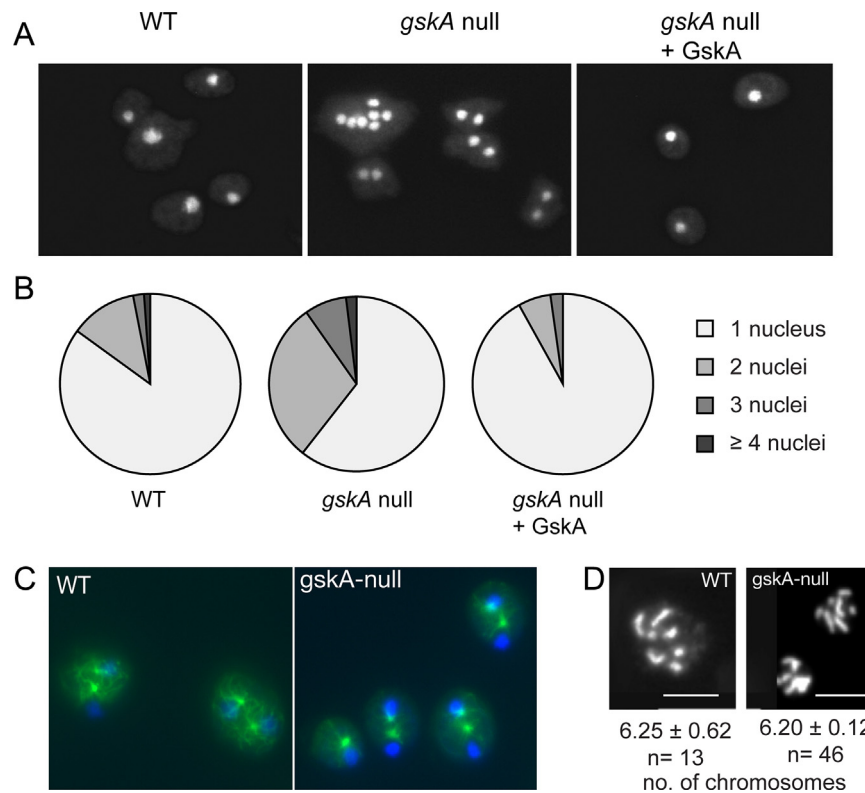 A
WT
gskA null
gskA null
+ GskA
B
1 nucleus
2 nuclei
3 nuclei
≥ 4 nuclei
WT
gskA null
gskA null
+ GskA
C
WT
gskA-null
D
WT
gskA-null
6.25 ± 0.62
n= 13
6.20 ± 0.12
n= 46
no. of chromosomes